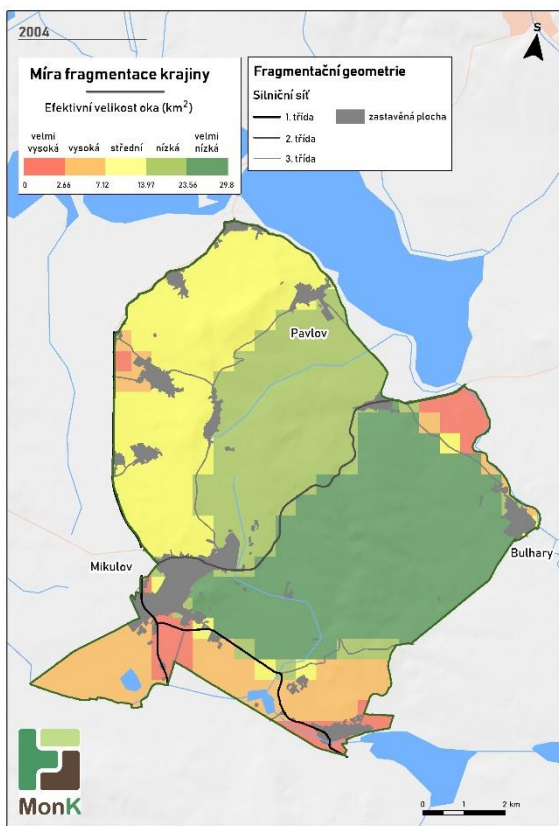 2004
S
Míra fragmentace krajiny
Efektivní velikost oka (km²)
velmi vysoká
vysoká
střední
nízká
velmi nízká
0 2.66 7.12 13.97 23.56 29.8
Fragmentační geometrie
Silniční síť
1. třída
zastavěná plocha
2. třída
3. třída
Pavlov
Mikulov
Bulhary
MonK
0 1 2 km